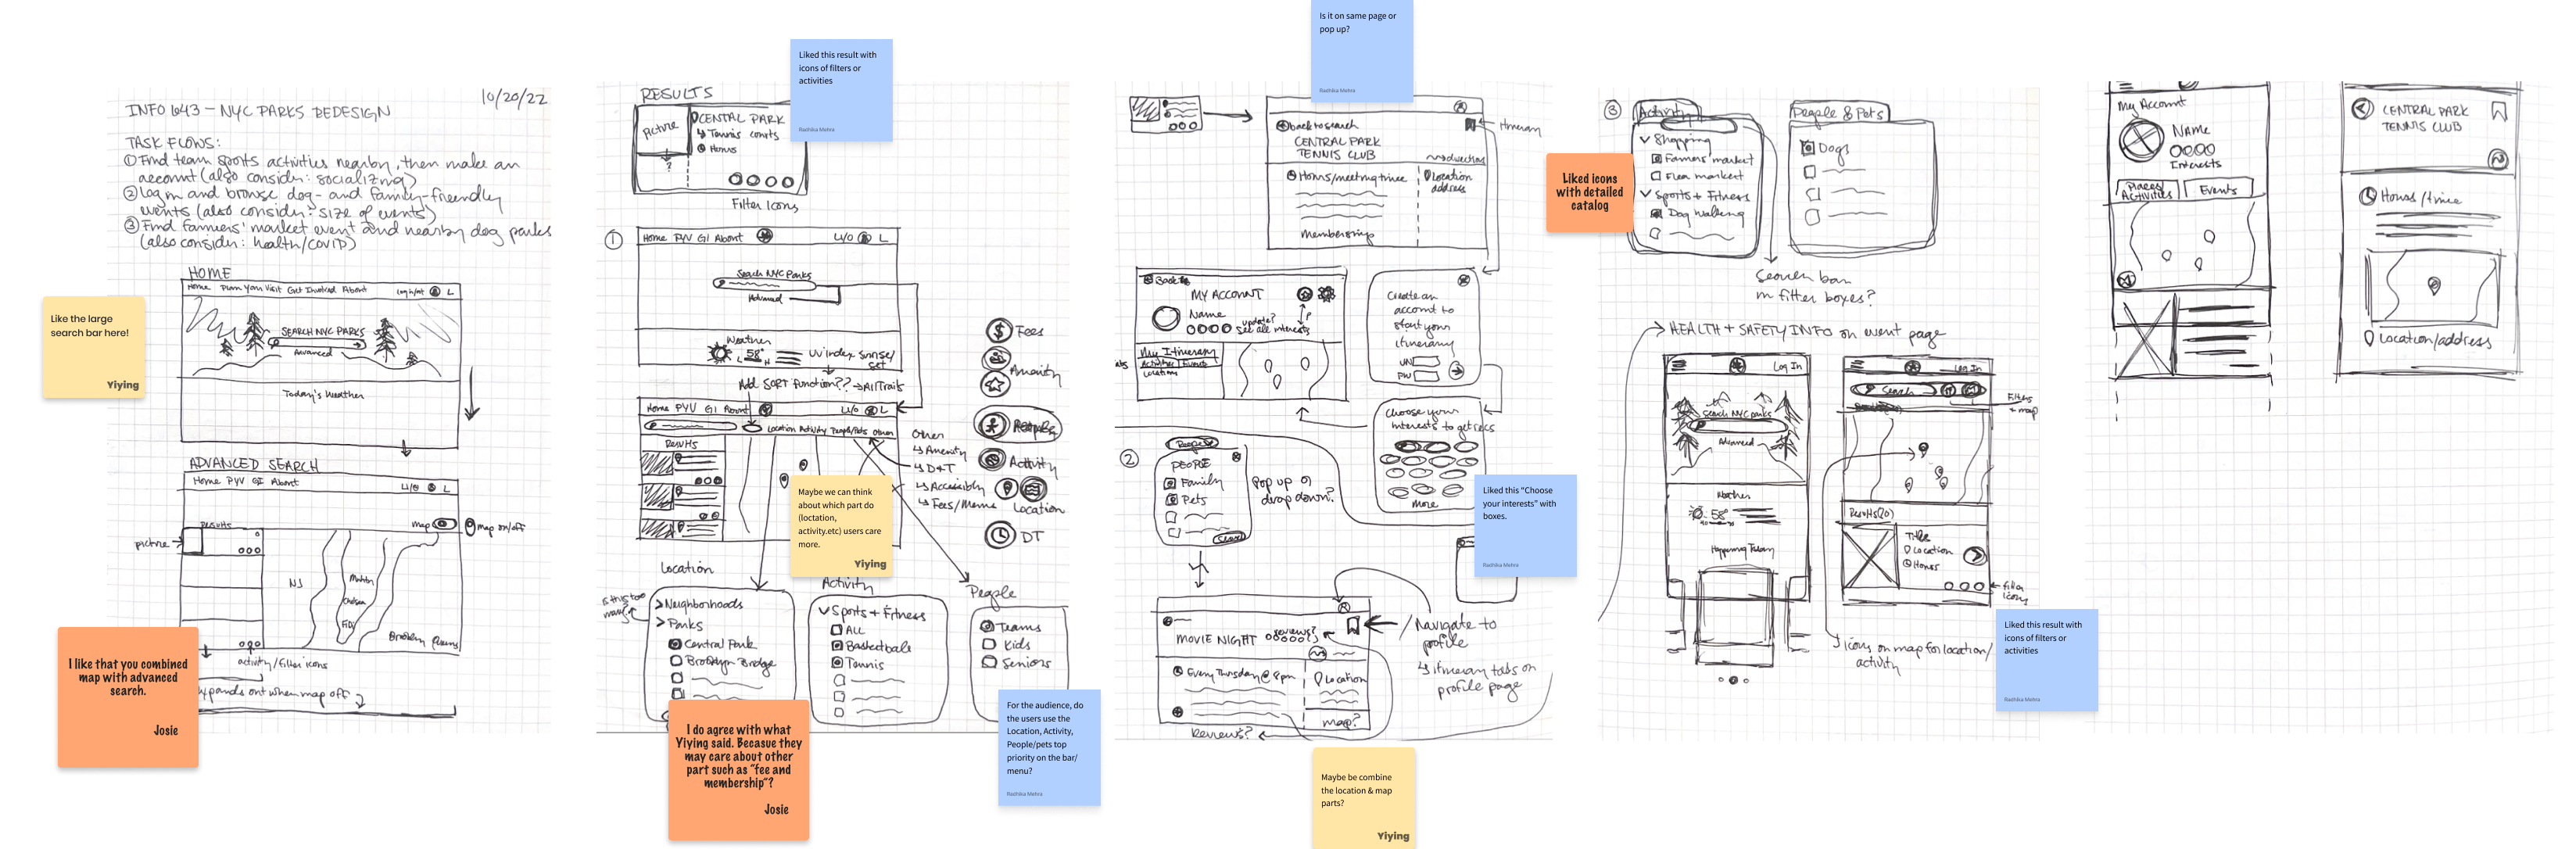 INFO 643 – NYC PARKS REDESIGN
10/20/22
TASK FLOWS:
① Find team sports activities nearby, then make an
account (also consider: socializing)
② Log in and browse dog- and family-friendly
events (also consider: size of events)
③ Find farmers' market event and nearby dog parks
(also consider: health/COVID)
HOME
Home Plan Your Visit Get Involved About
L
SEARCH NYC PARKS
Advanced
Today's Weather
Like the large
search bar here!
Yiying
ADVANCED SEARCH
Home PYV GI About
L
RESULTS
map
map on/off
picture
NJ
Brooklyn
activity/filter icons
expands out when map off
I like that you combined
map with advanced
search.
Josie
RESULTS
PICTURE
?
CENTAL PARK
↳ Tennis courts
Hours
Filter Icons
Liked this result with
icons of filters or
activities
Radhika Mehra
①
Home PYV GI About
LI/O
L
Search NYC Parks
Advanced
Weather
58°
L
H
UV index sunrise/
set
Add SORT function?? → AllTrails
Home PYV GI About
LI/O
L
Location Activity People/Pets Other
RESULTS
Other
↳ Amenity
↳ D&T
↳ Accessibly
↳ Fees/Mems
Fees
Amenity
Activity
Location
DT
Maybe we can think
about which part do
(loctation,
activity.etc) users care
more.
Yiying
Location
is this too
many?
> Neighborhoods
> Parks
Central Park
Brooklyn Bridge
Activity
Sports + Fitness
ALL
Basketball
Tennis
People
Teams
Kids
Seniors
I do agree with what
Yiying said. Becasue they
may care about other
part such as "fee and
membership"?
Josie
For the audience, do
the users use the
Location, Activity,
People/pets top
priority on the bar/
menu?
Radhika Mehra
Is it on same page or
pop up?
Radhika Mehra
back to search
CENTRAL PARK
TENNIS CLUB
Itinerary
directions
Hours/meeting times
Location
address
Memberships
Back
MY ACCOUNT
Name
update?
see all interests
My Itinerary
Activities Events
Locations
Create an
account to
start your
itinerary
UN
PW
Choose your
interests to get recs
more
Liked this "Choose
your interests" with
boxes.
Radhika Mehra
②
People
PEOPLE
Family
Pets
Pop up or
drop down?
MOVIE NIGHT
reviews?
Every Thursday @ 8pm
Location
map?
Reviews?
Navigate to
profile
↳ itinerary tabs on
profile page
Maybe be combine
the location & map
parts?
Yiying
③
Activity
Shopping
Farmers' market
Flea market
Sports + Fitness
Dog walking
People & Pets
Dogs
Search bar
in filter boxes?
Liked icons
with detailed
catalog
HEALTH + SAFETY INFO on event page
Log In
Search NYC Parks
Advanced
Weather
58°
Happening Today
Log In
Search
Filters
+ map
Results (20)
Title
Location
Hours
filter
icons
icons on map for location/
activity
Liked this result with
icons of filters or
activities
Radhika Mehra
My Account
NAME
Interests
Places
Activities
Events
CENTRAL PARK
TENNIS CLUB
Hours/time
Location/address